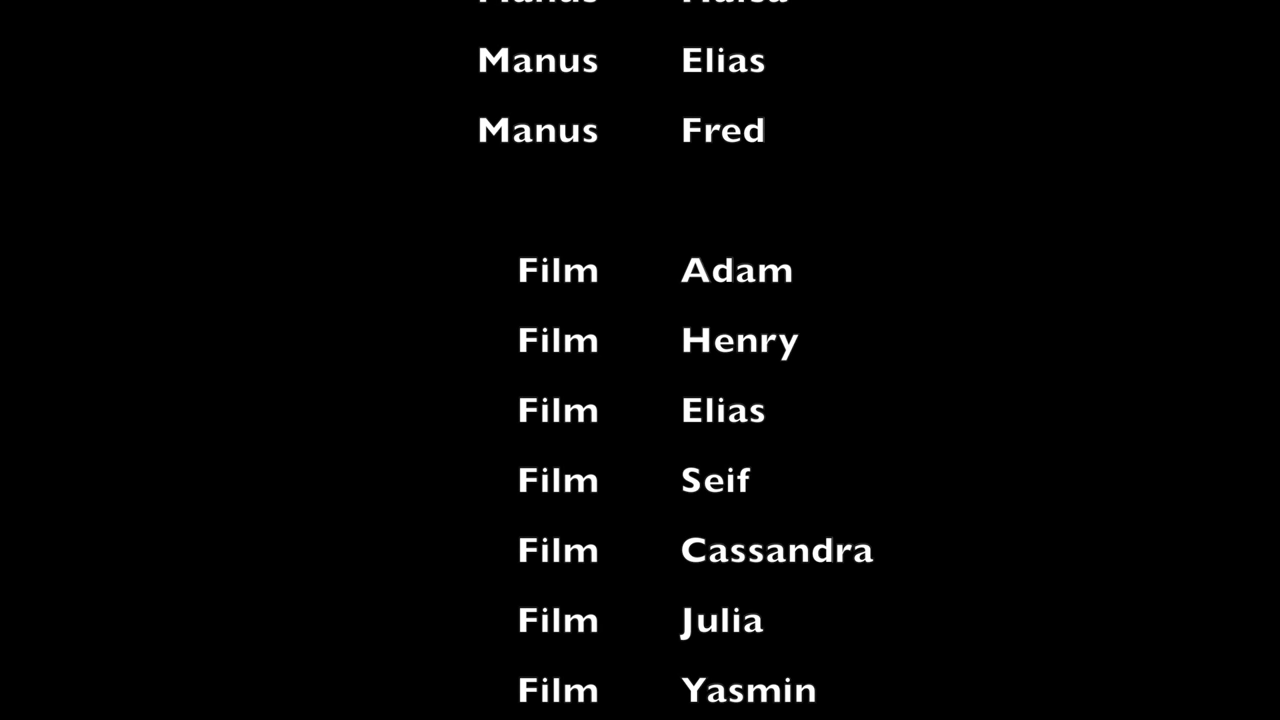 Manus Elias
Manus Fred
Film Adam
Film Henry
Film Elias
Film Seif
Film Cassandra
Film Julia
Film Yasmin